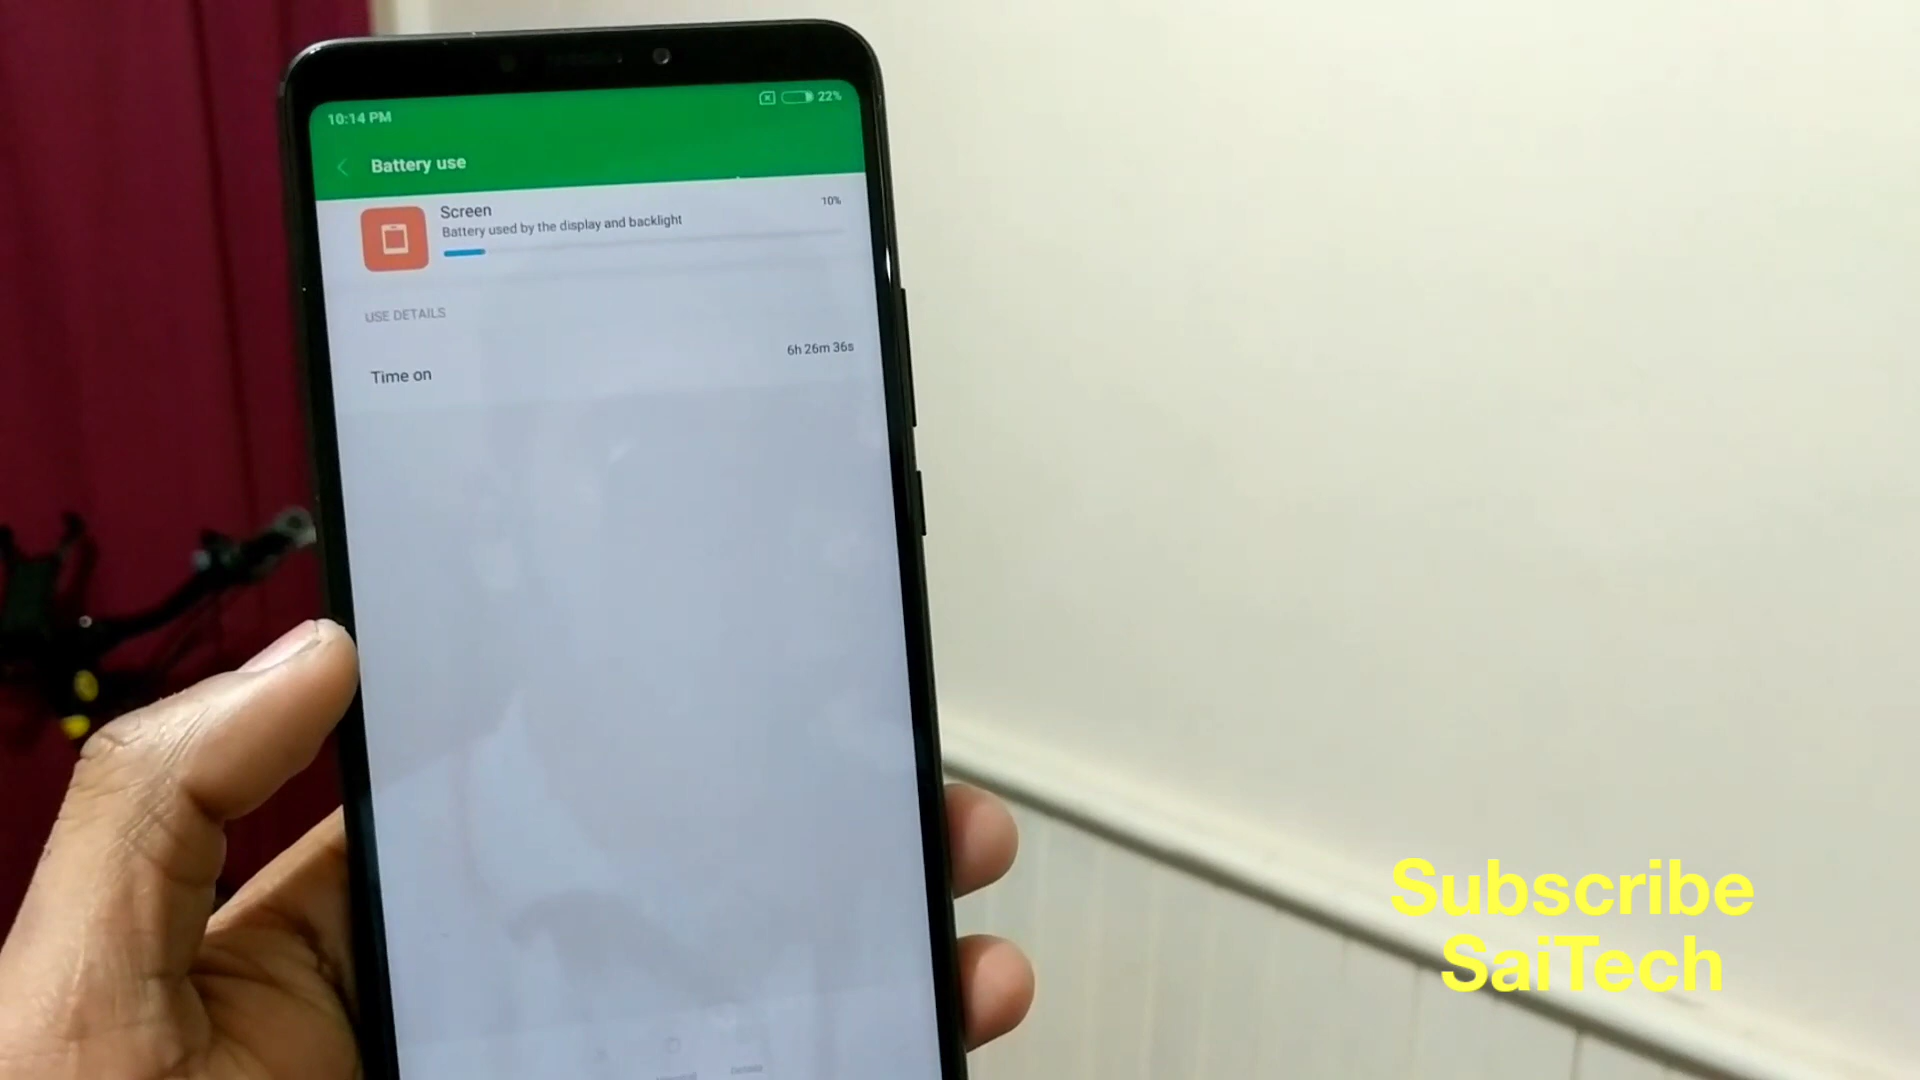 10:14 PM
22%
Battery use
Screen
10%
Battery used by the display and backlight
USE DETAILS
6h 26m 36s
Time on
Subscribe
SaiTech